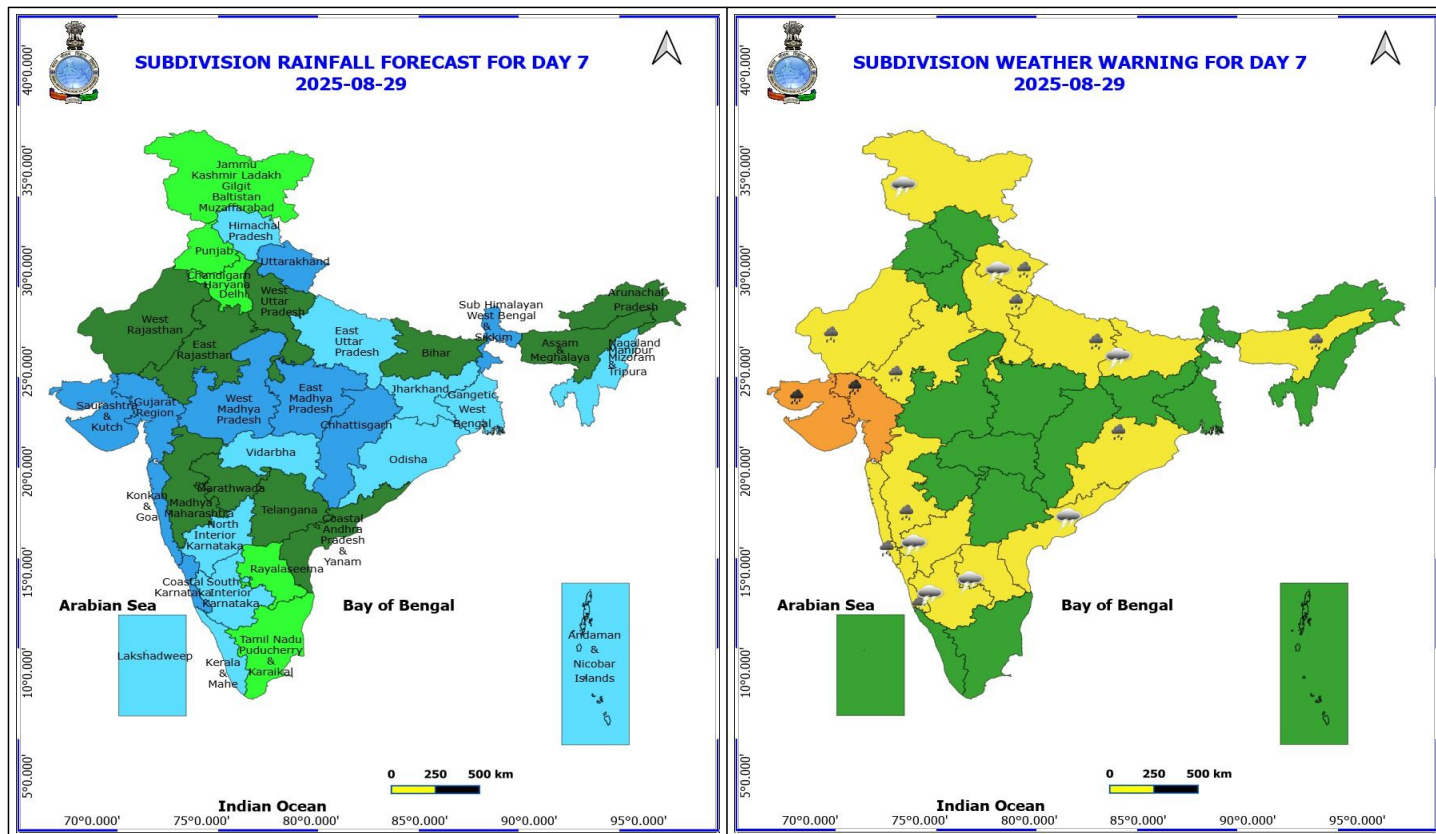 SUBDIVISION RAINFALL FORECAST FOR DAY 7
2025-08-29
40°0.000'
35°0.000'
30°0.000'
25°0.000'
20°0.000'
15°0.000'
10°0.000'
5°0.000'
Jammu
Kashmir Ladakh
Gilgit
Baltistan
Muzaffarabad
Himachal
Pradesh
Punjab
Uttarakhand
Chandigarh
Haryana
Delhi
West
Uttar
Pradesh
West
Rajasthan
East
Rajasthan
East
Uttar
Pradesh
Bihar
Sub Himalayan
West Bengal
&
Sikkim
Arunachal
Pradesh
Assam
&
Meghalaya
Nagaland
Manipur
Mizoram
&
Tripura
Saurashtra
&
Kutch
Gujarat
Region
West
Madhya
Pradesh
East
Madhya
Pradesh
Jharkhand
Gangetic
West
Bengal
Chhattisgarh
Vidarbha
Odisha
Konkan
&
Goa
Madhya
Maharashtra
Marathwada
Telangana
North
Interior
Karnataka
Coastal
Andhra
Pradesh
&
Yanam
Rayalaseema
Coastal
Karnataka
South
Interior
Karnataka
Tamil Nadu
Puducherry
&
Karaikal
Kerala
&
Mahe
Lakshadweep
Andaman
&
Nicobar
Islands
Arabian Sea
Bay of Bengal
Indian Ocean
0 250 500 km
70°0.000' 75°0.000' 80°0.000' 85°0.000' 90°0.000' 95°0.000'
SUBDIVISION WEATHER WARNING FOR DAY 7
2025-08-29
40°0.000'
35°0.000'
30°0.000'
25°0.000'
20°0.000'
15°0.000'
10°0.000'
5°0.000'
Arabian Sea
Bay of Bengal
Indian Ocean
0 250 500 km
70°0.000' 75°0.000' 80°0.000' 85°0.000' 90°0.000' 95°0.000'